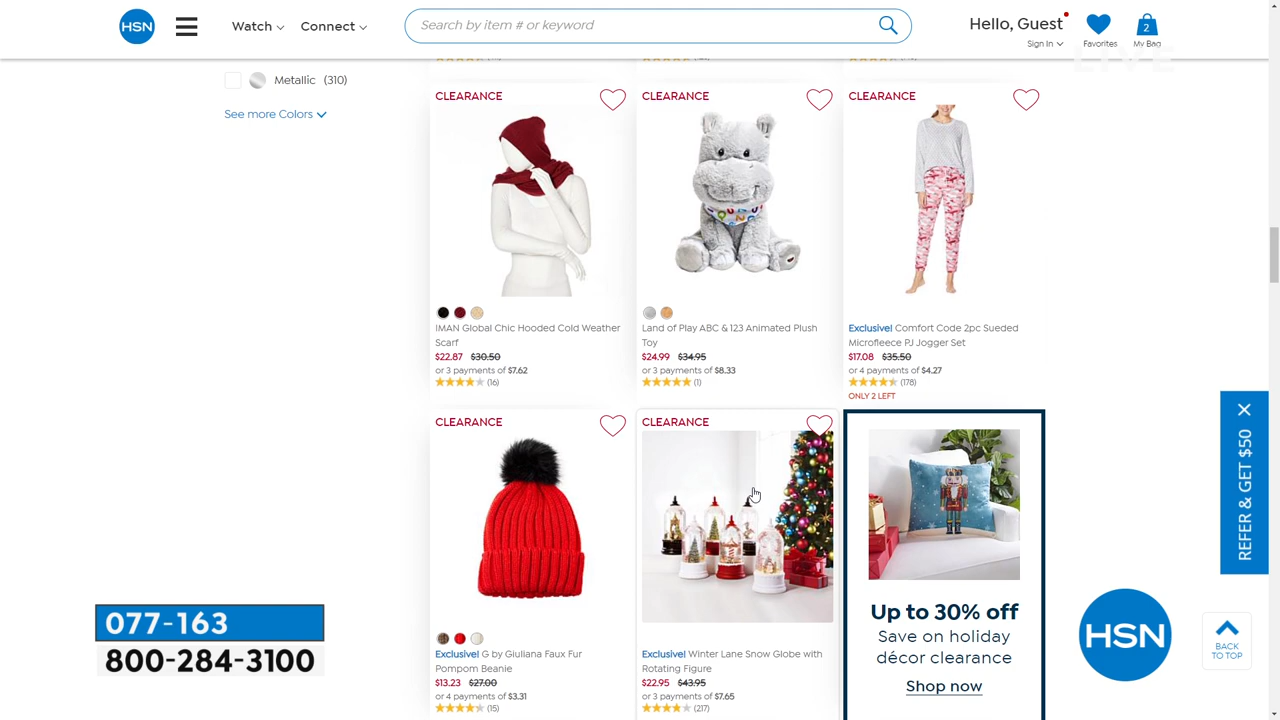 HSN
Watch
Connect
Search by item # or keyword
Hello, Guest
Sign In
Favorites
2
My Bag
LIVE
Metallic (310)
See more Colors
CLEARANCE
CLEARANCE
CLEARANCE
IMAN Global Chic Hooded Cold Weather
Scarf
$22.87 $30.50
or 3 payments of $7.62
(16)
Land of Play ABC & 123 Animated Plush
Toy
$24.99 $34.95
or 3 payments of $8.33
(1)
Exclusive! Comfort Code 2pc Sueded
Microfleece PJ Jogger Set
$17.08 $35.50
or 4 payments of $4.27
(178)
ONLY 2 LEFT
CLEARANCE
CLEARANCE
Exclusive! G by Giuliana Faux Fur
Pompom Beanie
$13.23 $27.00
or 4 payments of $3.31
(15)
Exclusive! Winter Lane Snow Globe with
Rotating Figure
$22.95 $43.95
or 3 payments of $7.65
(217)
Up to 30% off
Save on holiday
décor clearance
Shop now
REFER & GET $50
077-163
800-284-3100
HSN
BACK
TO TOP